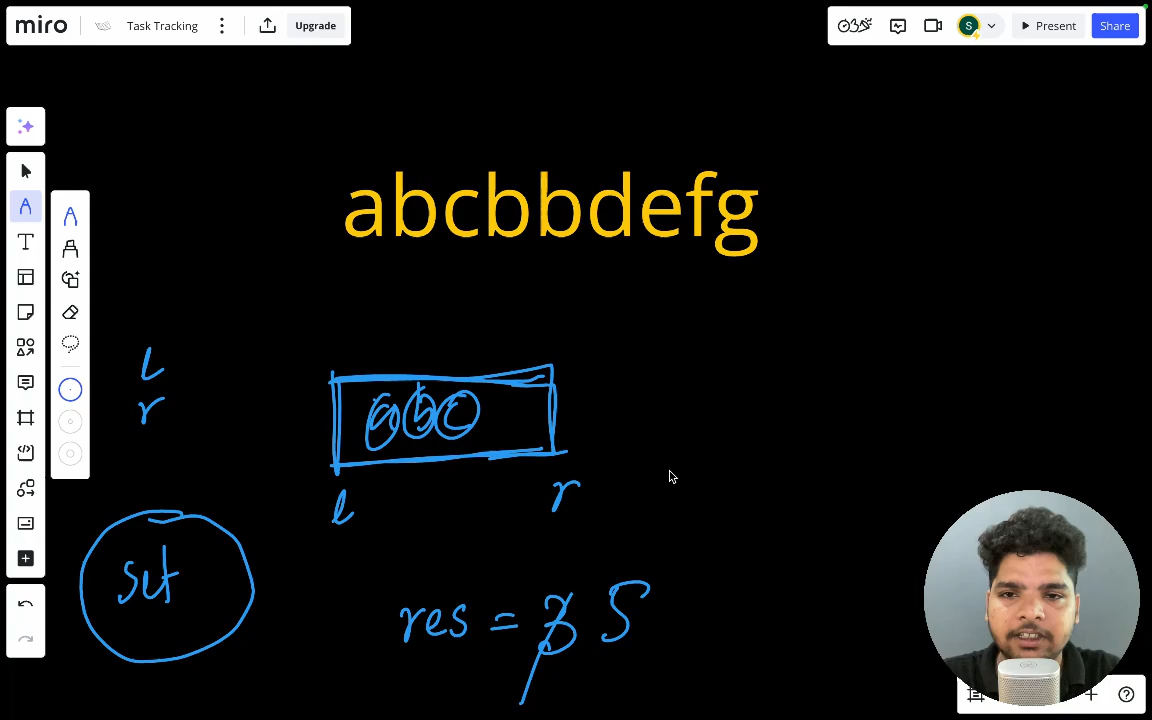 miro Task Tracking Upgrade S Present Share
abcbbdefg
l
r
abc
l r
set
res = 3 5